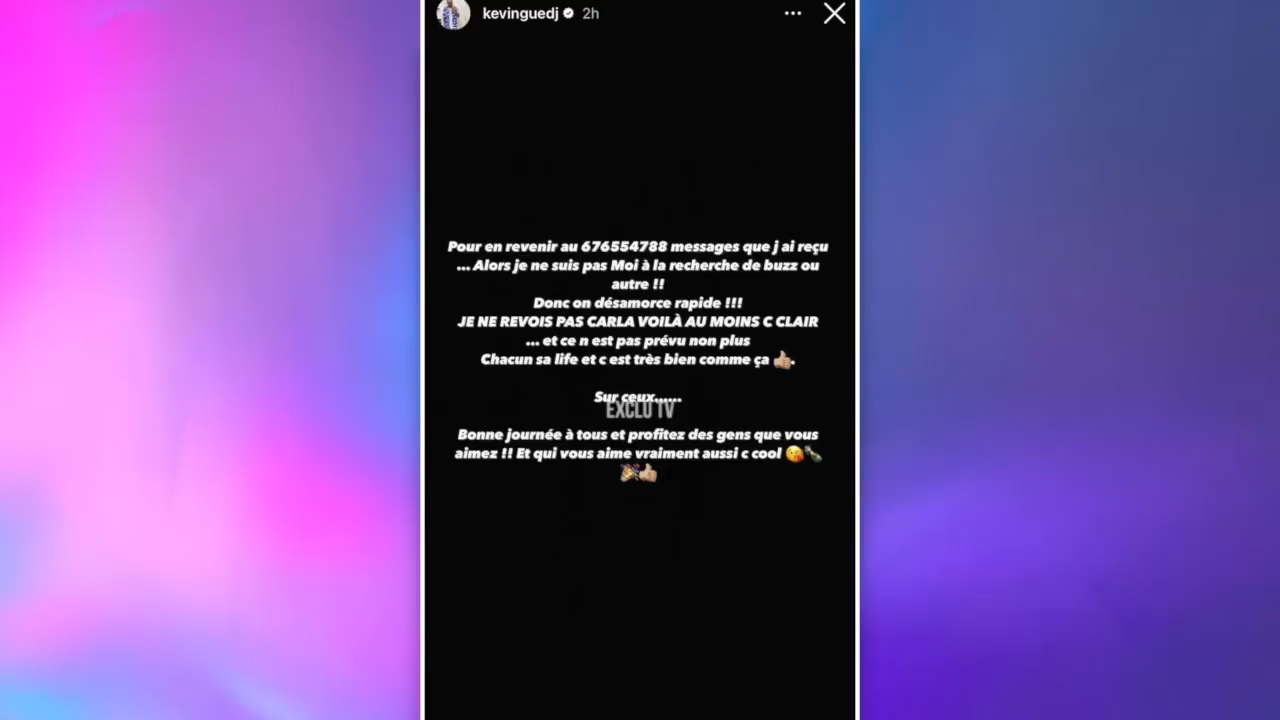 kevinguedj 2h
Pour en revenir au 676554788 messages que j ai reçu
... Alors je ne suis pas Moi à la recherche de buzz ou
autre !!
Donc on désamorce rapide !!!
JE NE REVOIS PAS CARLA VOILÀ AU MOINS C CLAIR
... et ce n est pas prévu non plus
Chacun sa life et c est très bien comme ça 👍🏼.
Sur ceux......
EXCLU TV
Bonne journée à tous et profitez des gens que vous
aimez !! Et qui vous aime vraiment aussi c cool 😘🍾
🎉👍🏼